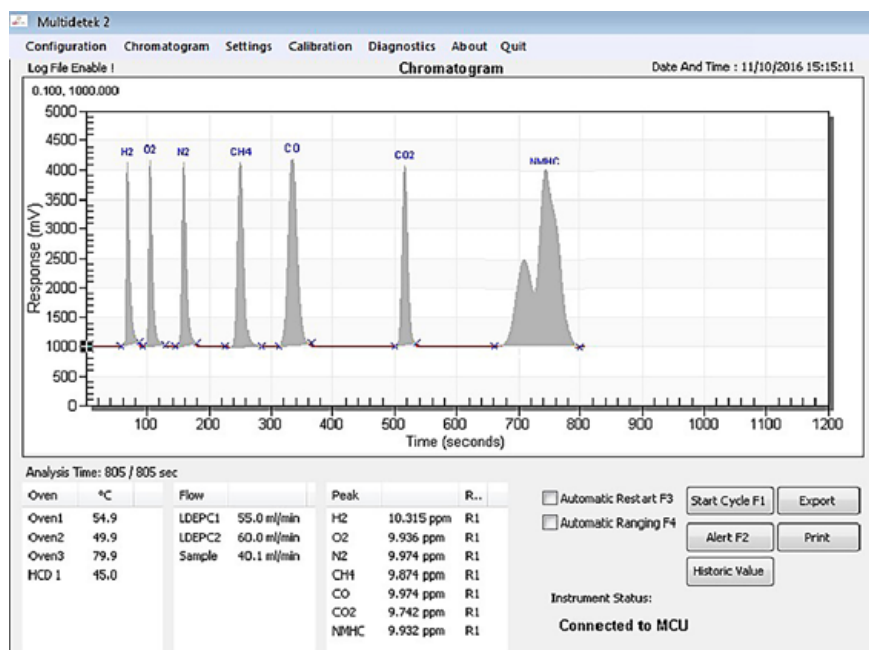 Multidetek 2
Configuration Chromatogram Settings Calibration Diagnostics About Quit
Log File Enable ! Chromatogram Date And Time : 11/10/2016 15:15:11
0.100, 1000.000
5000
4500
4000
3500
3000
2500
2000
1500
1000
500
0
Response (mV)
H2 O2 N2 CH4 CO CO2 NMHC
100 200 300 400 500 600 700 800 900 1000 1100 1200
Time (seconds)
Analysis Time: 805 / 805 sec
Oven °C Flow Peak R..
Oven1 54.9 LDEPC1 55.0 ml/min H2 10.315 ppm R1
Oven2 49.9 LDEPC2 60.0 ml/min O2 9.936 ppm R1
Oven3 79.9 Sample 40.1 ml/min N2 9.974 ppm R1
HCD 1 45.0 CH4 9.874 ppm R1
CO 9.974 ppm R1
CO2 9.742 ppm R1
NMHC 9.932 ppm R1
Automatic Restart F3 Start Cycle F1 Export
Automatic Ranging F4 Alert F2 Print
Historic Value
Instrument Status:
Connected to MCU